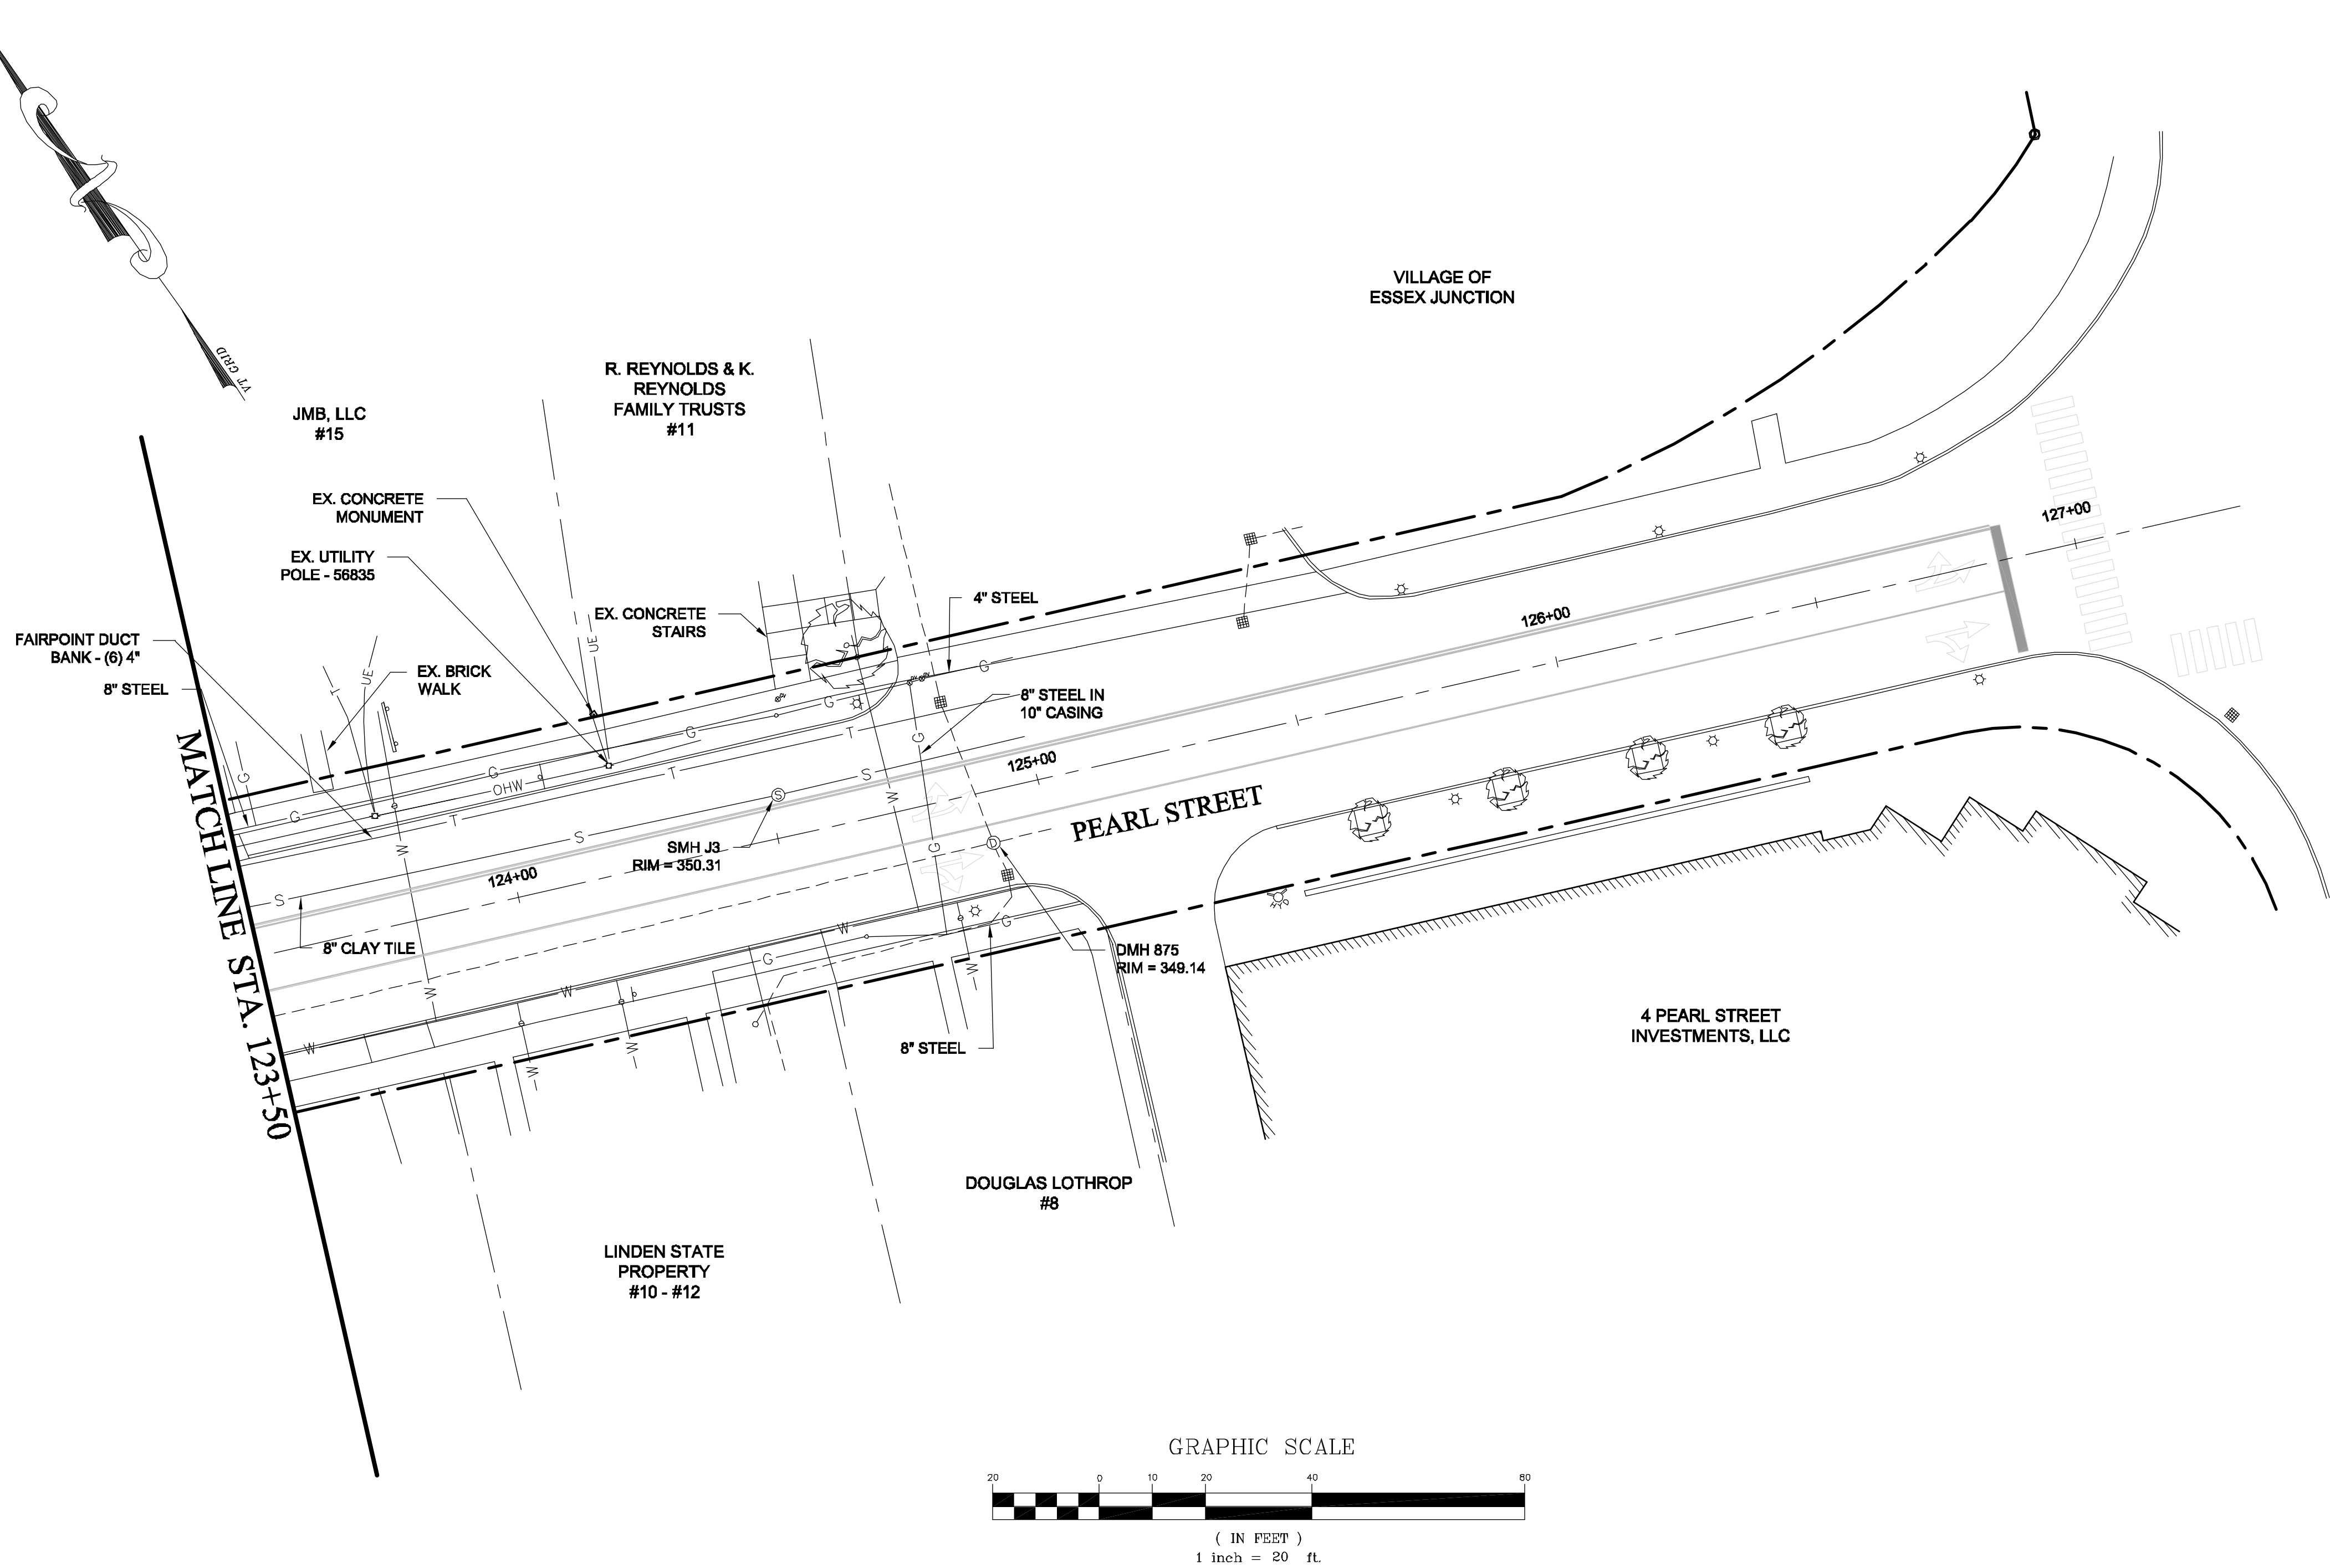 VT GRID
VILLAGE OF
ESSEX JUNCTION
R. REYNOLDS & K.
REYNOLDS
FAMILY TRUSTS
#11
JMB, LLC
#15
EX. CONCRETE
MONUMENT
EX. UTILITY
POLE - 56835
EX. CONCRETE
STAIRS
4" STEEL
FAIRPOINT DUCT
BANK - (6) 4"
8" STEEL
EX. BRICK
WALK
8" STEEL IN
10" CASING
127+00
126+00
125+00
124+00
PEARL STREET
SMH J3
RIM = 350.31
MATCH LINE STA. 123+50
8" CLAY TILE
DMH 875
RIM = 349.14
8" STEEL
4 PEARL STREET
INVESTMENTS, LLC
DOUGLAS LOTHROP
#8
LINDEN STATE
PROPERTY
#10 - #12
T
UE
UE
G
G
G
G
G
G
OHW
T
T
T
S
S
S
S
D
W
W
W
W
W
W
W
W
W
G
G
G
G
HYD
GRAPHIC SCALE
20 0 10 20 40 80
( IN FEET )
1 inch = 20 ft.